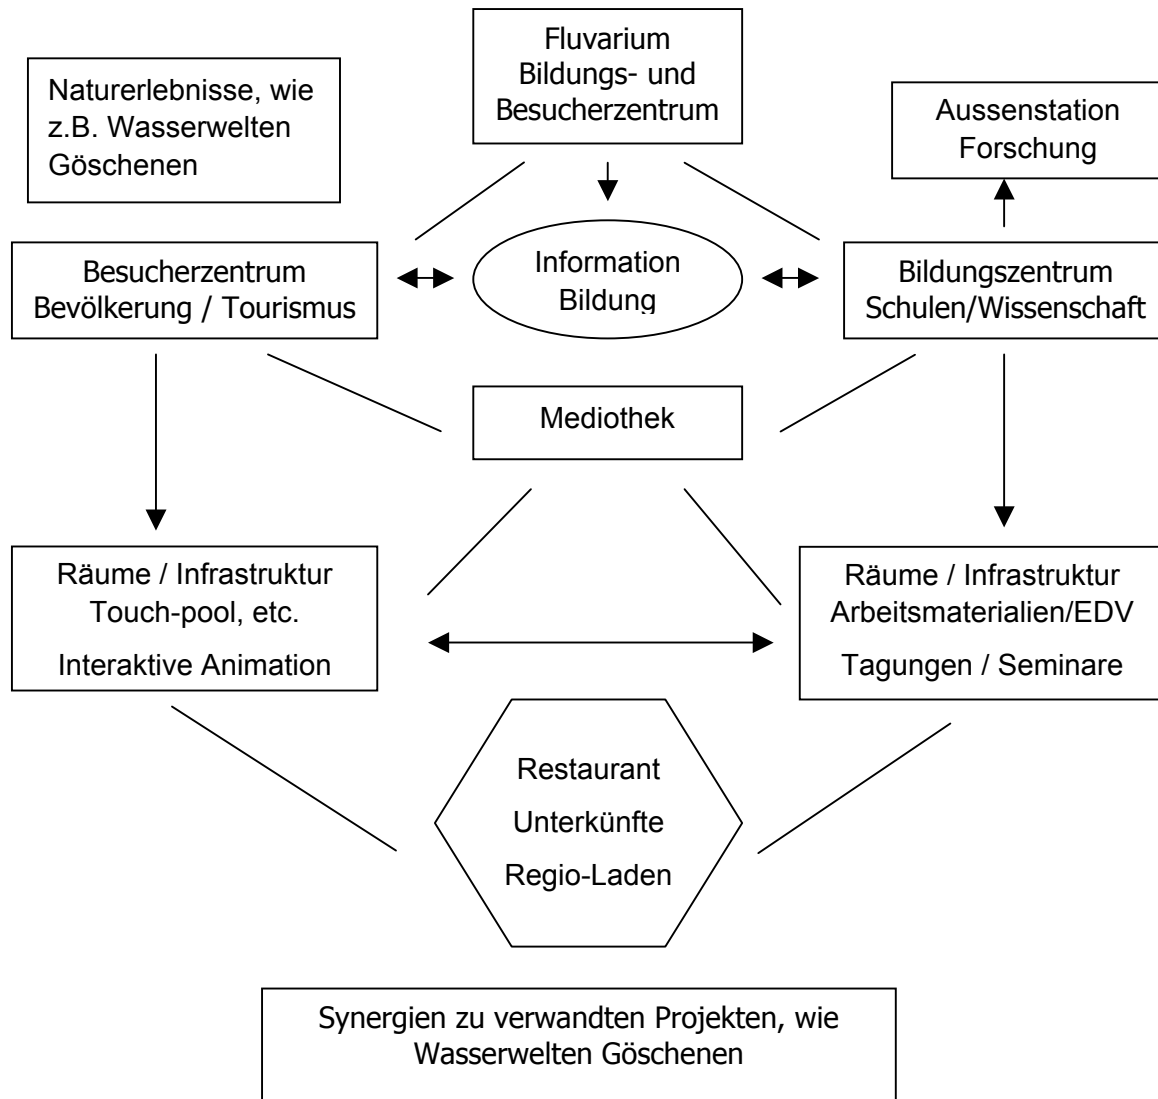 Fluvarium
Bildungs- und
Besucherzentrum
Naturerlebnisse, wie
z.B. Wasserwelten
Göschenen
Aussenstation
Forschung
Besucherzentrum
Bevölkerung / Tourismus
Information
Bildung
Bildungszentrum
Schulen/Wissenschaft
Mediothek
Räume / Infrastruktur
Touch-pool, etc.
Interaktive Animation
Räume / Infrastruktur
Arbeitsmaterialien/EDV
Tagungen / Seminare
Restaurant
Unterkünfte
Regio-Laden
Synergien zu verwandten Projekten, wie
Wasserwelten Göschenen